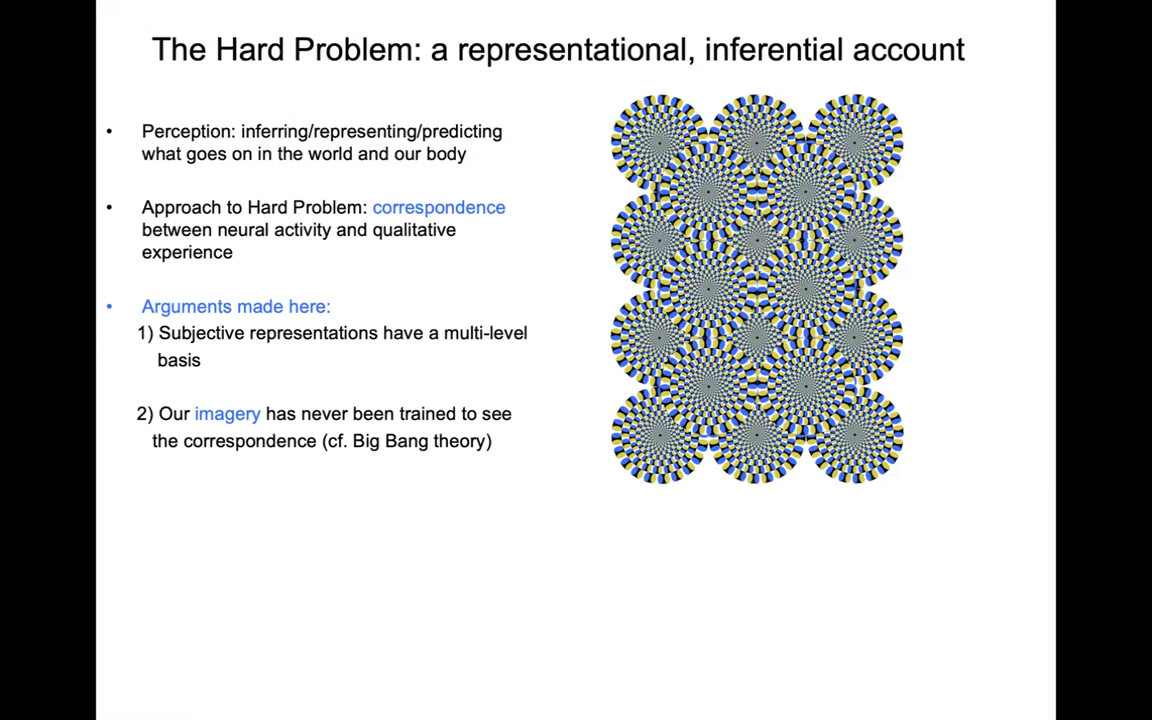 The Hard Problem: a representational, inferential account
• Perception: inferring/representing/predicting
what goes on in the world and our body
• Approach to Hard Problem: correspondence
between neural activity and qualitative
experience
• Arguments made here:
1) Subjective representations have a multi-level
basis
2) Our imagery has never been trained to see
the correspondence (cf. Big Bang theory)